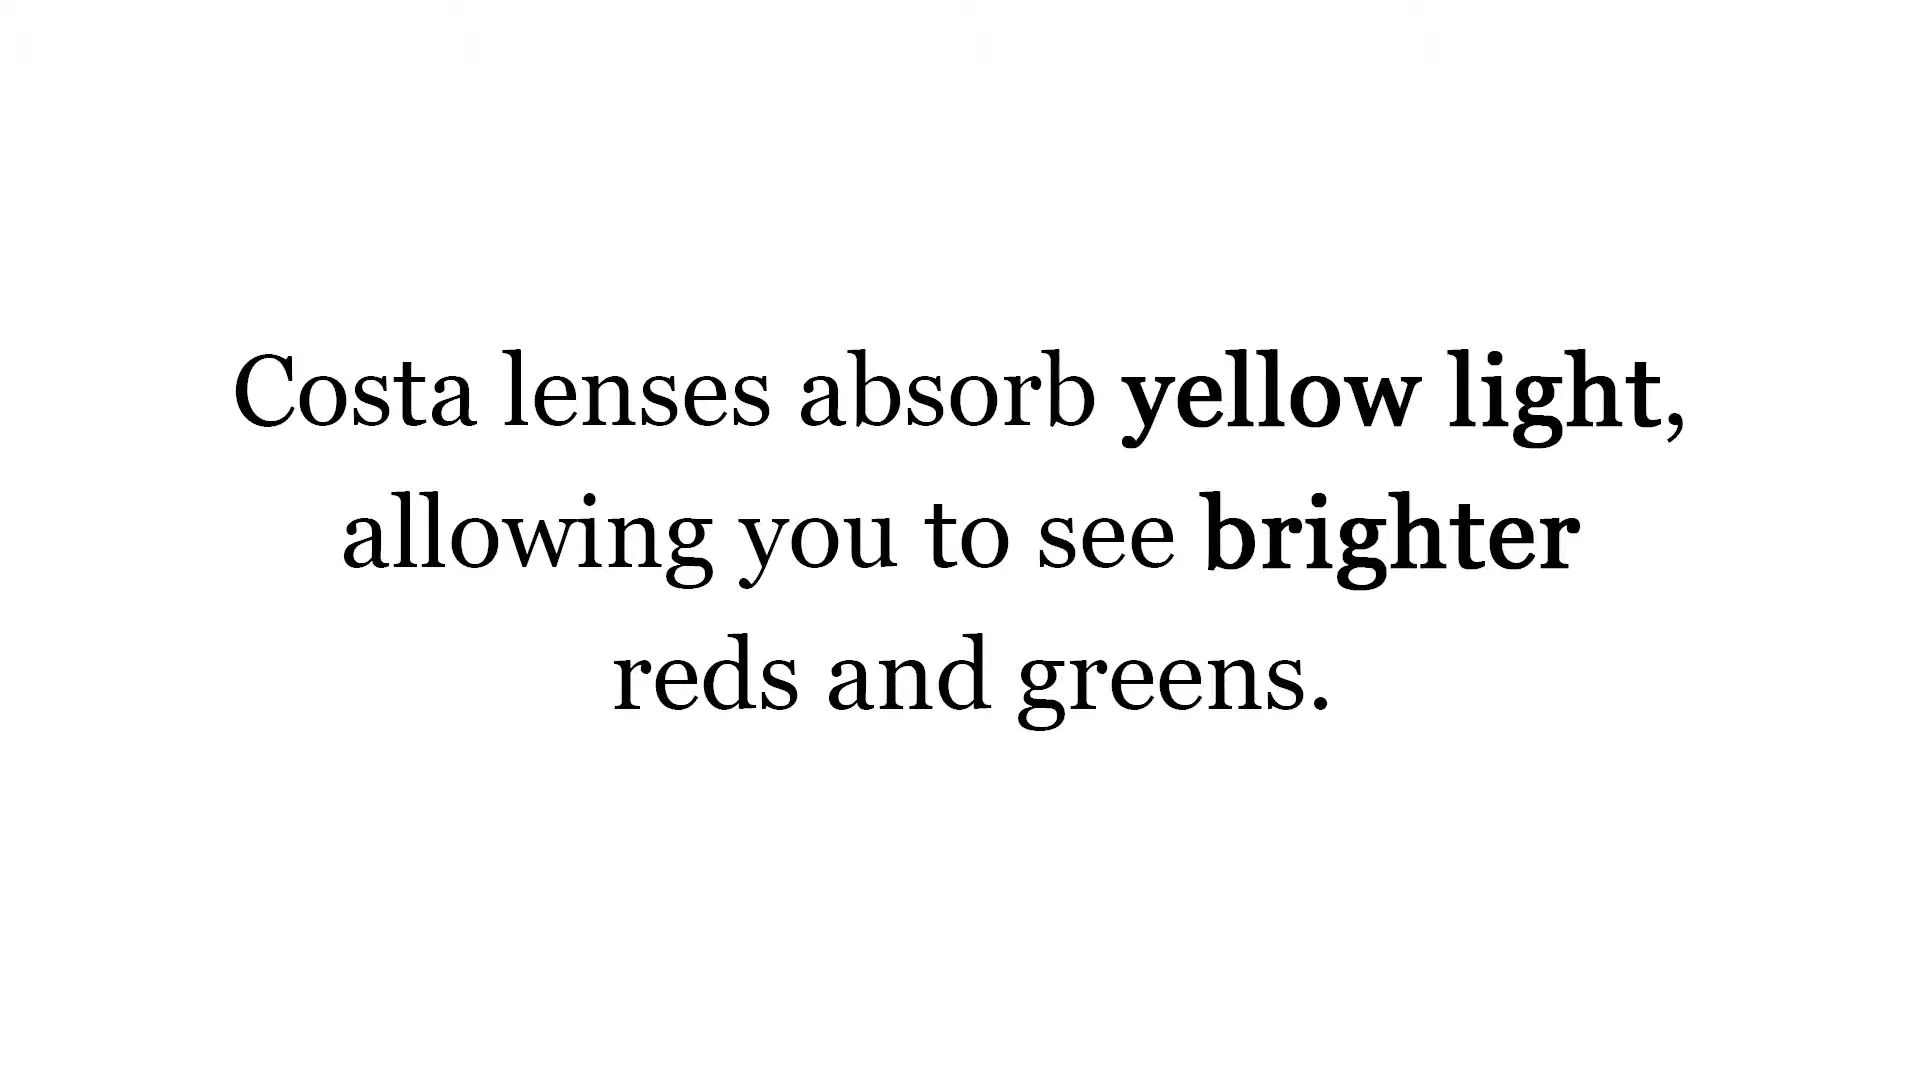 Costa lenses absorb yellow light,
allowing you to see brighter
reds and greens.